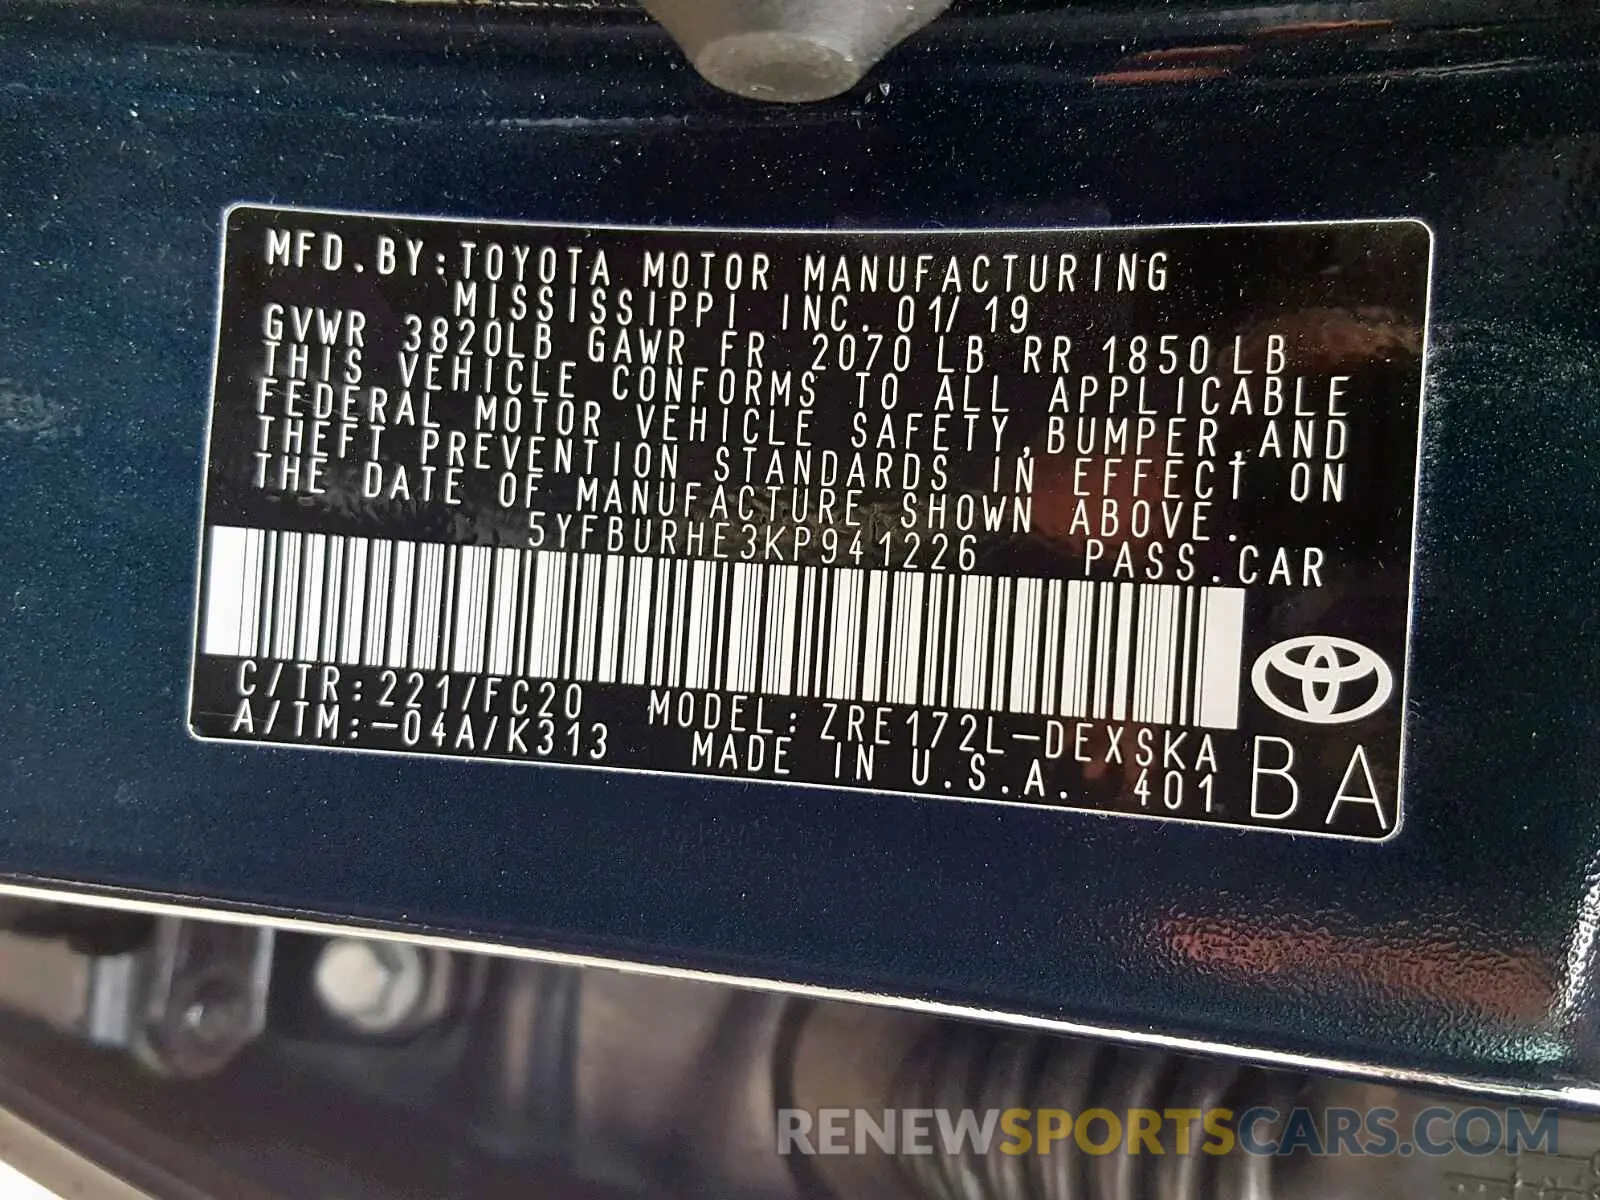 MFD.BY:TOYOTA MOTOR MANUFACTURING
MISSISSIPPI INC. 01/19
GVWR 3820LB GAWR FR 2070LB RR 1850LB
THIS VEHICLE CONFORMS TO ALL APPLICABLE
FEDERAL MOTOR VEHICLE SAFETY,BUMPER,AND
THEFT PREVENTION STANDARDS IN EFFECT ON
THE DATE OF MANUFACTURE SHOWN ABOVE.
5YFBURHE3KP941226 PASS.CAR
C/TR:221/FC20 MODEL:ZRE172L-DEXSKA
A/TM:-04A/K313 MADE IN U.S.A. 401
BA
RENEWSPORTSCARS.COM